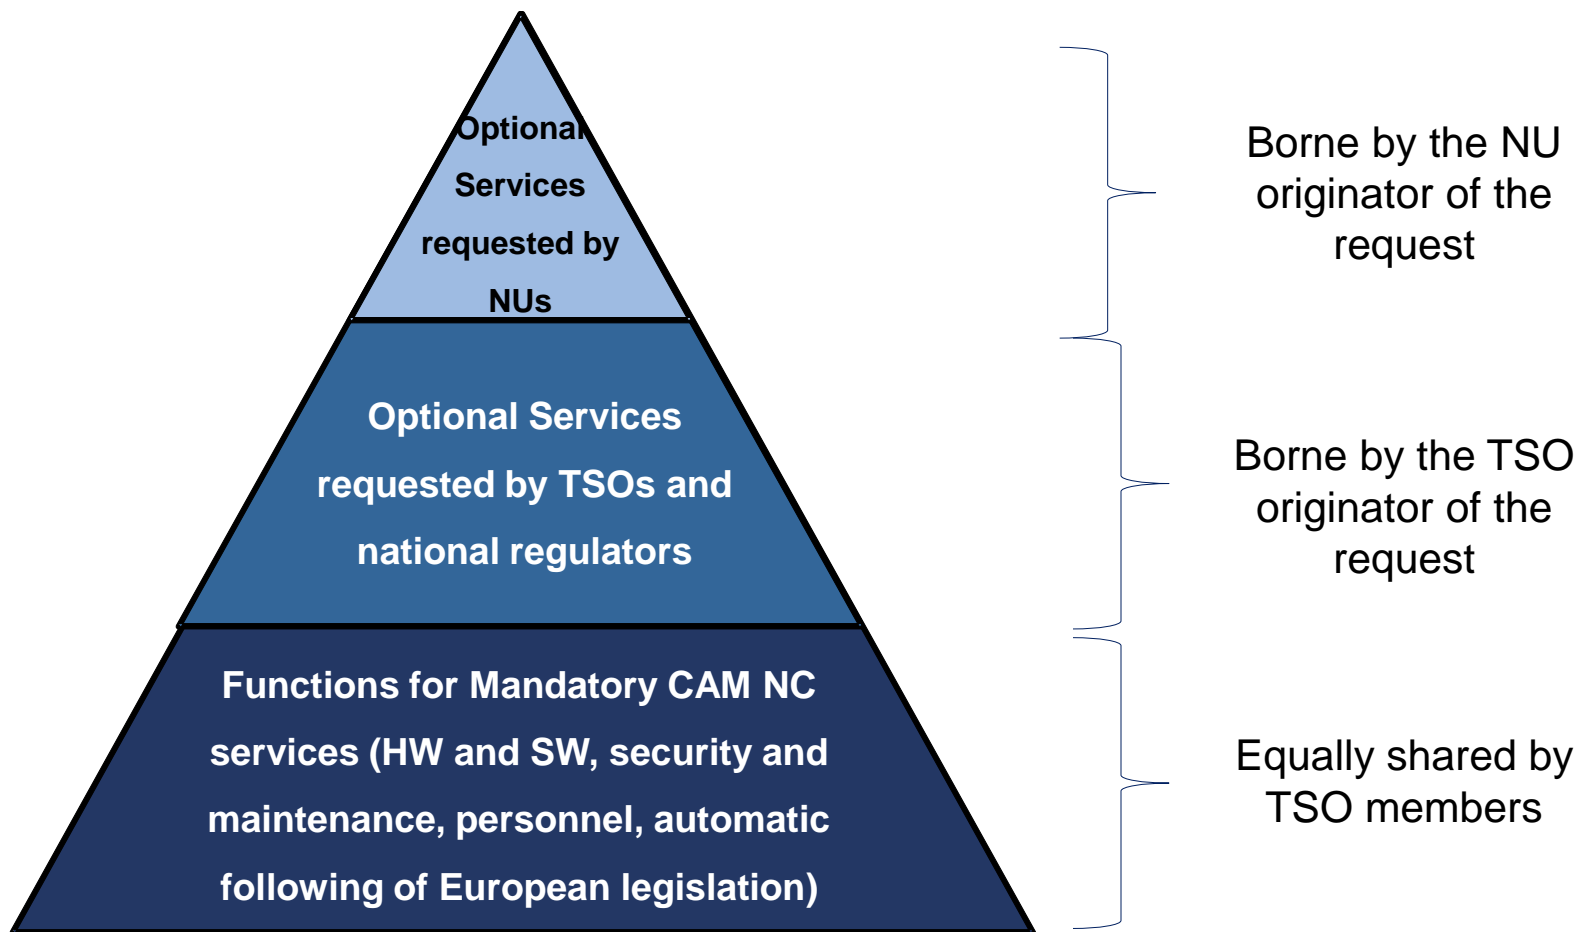 Optional
Services
requested by
NUs
Borne by the NU
originator of the
request
Optional Services
requested by TSOs and
national regulators
Borne by the TSO
originator of the
request
Functions for Mandatory CAM NC
services (HW and SW, security and
maintenance, personnel, automatic
following of European legislation)
Equally shared by
TSO members